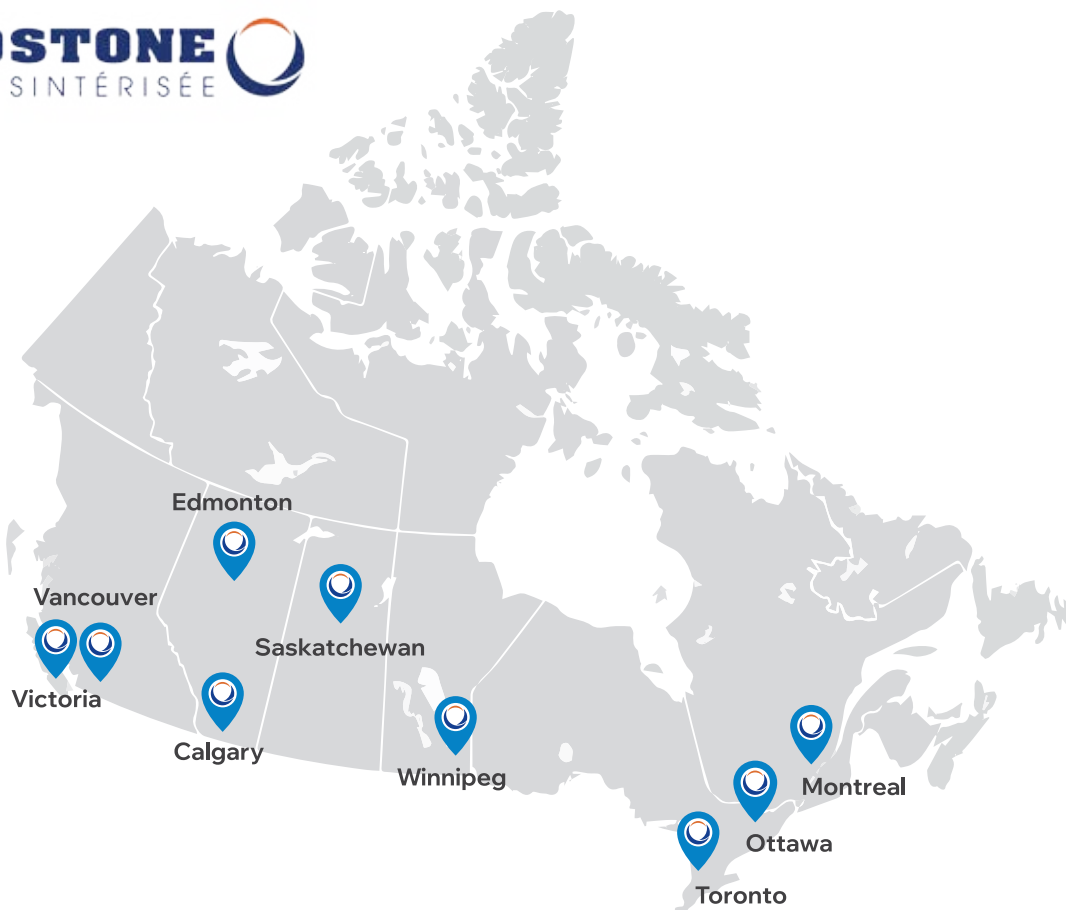 STONE
SINTÉRISÉE
Edmonton
Vancouver
Saskatchewan
Victoria
Calgary
Winnipeg
Montreal
Ottawa
Toronto